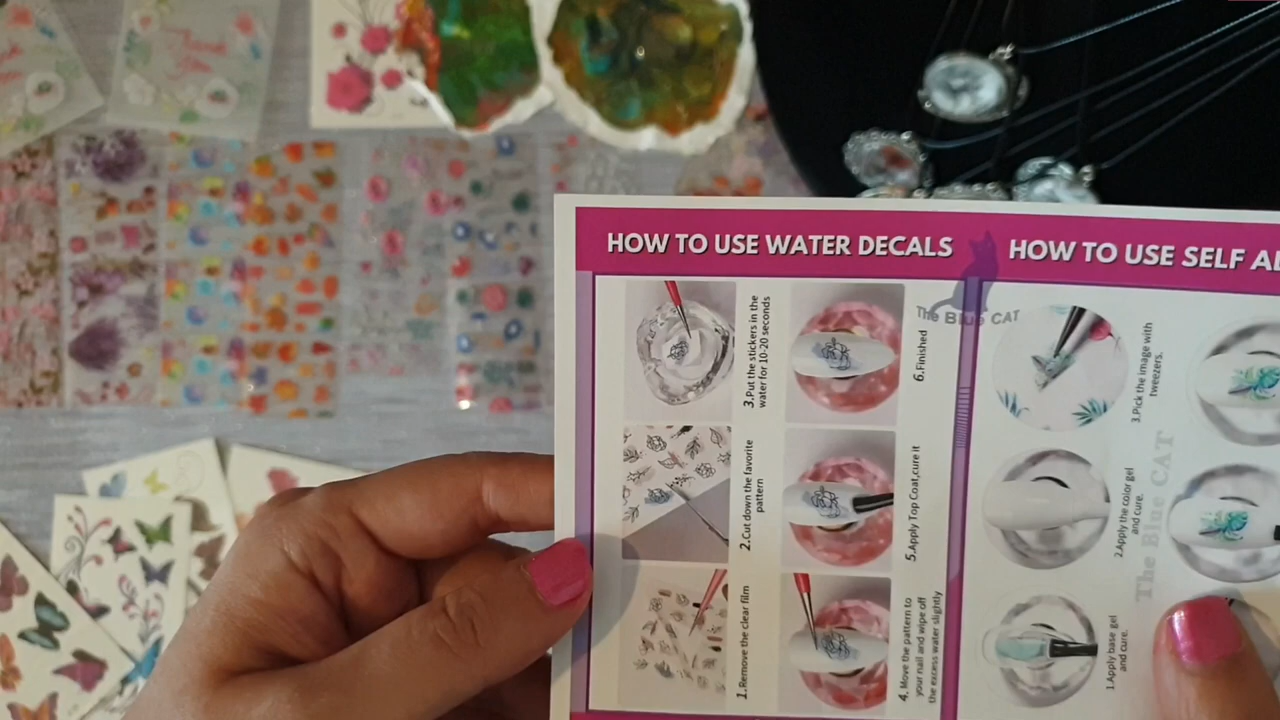 Thank
You
HOW TO USE WATER DECALS
1.Remove the clear film
2.Cut down the favorite
pattern
3.Put the stickers in the
water for 10-20 seconds
4. Move the pattern to
your nail and wipe off
the excess water slightly
5.Apply Top Coat,cure it
6.Finished
The Blue CAT
HOW TO USE SELF
1.Apply base gel
and cure.
2.Apply the color gel
and cure.
3.Pick the image with
tweezers.
The Blue CAT